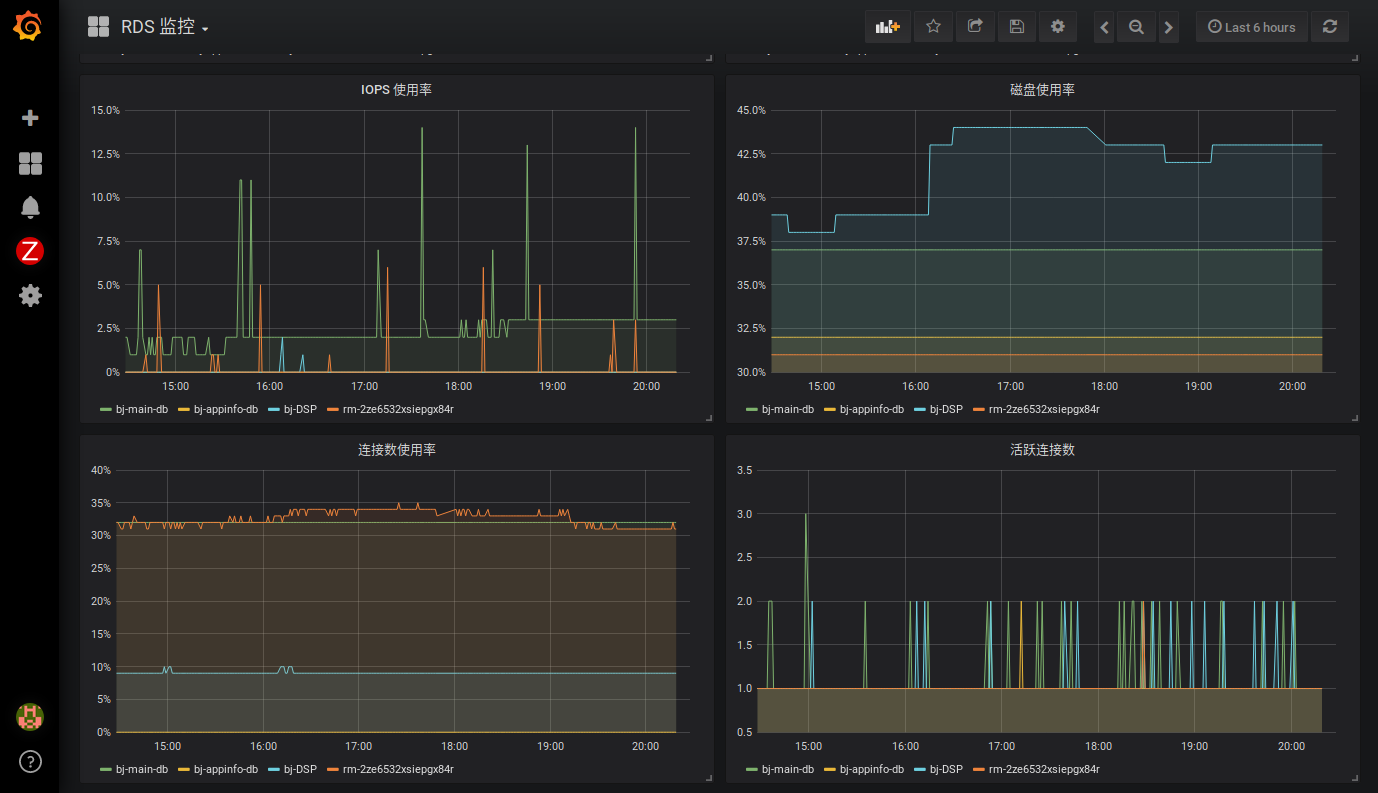 RDS 监控
Last 6 hours
Z
IOPS 使用率
15.0%
12.5%
10.0%
7.5%
5.0%
2.5%
0%
15:00 16:00 17:00 18:00 19:00 20:00
bj-main-db bj-appinfo-db bj-DSP rm-2ze6532xsiepgx84r
磁盘使用率
45.0%
42.5%
40.0%
37.5%
35.0%
32.5%
30.0%
15:00 16:00 17:00 18:00 19:00 20:00
bj-main-db bj-appinfo-db bj-DSP rm-2ze6532xsiepgx84r
连接数使用率
40%
35%
30%
25%
20%
15%
10%
5%
0%
15:00 16:00 17:00 18:00 19:00 20:00
bj-main-db bj-appinfo-db bj-DSP rm-2ze6532xsiepgx84r
活跃连接数
3.5
3.0
2.5
2.0
1.5
1.0
0.5
15:00 16:00 17:00 18:00 19:00 20:00
bj-main-db bj-appinfo-db bj-DSP rm-2ze6532xsiepgx84r
?